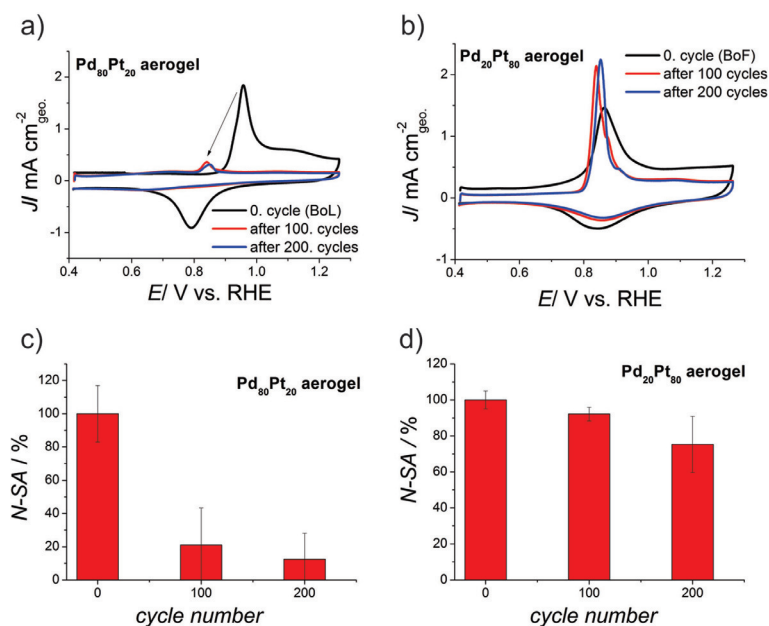 a)
Pd80Pt20 aerogel
J/ mA cm-2geo.
2
1
0
-1
0. cycle (BoL)
after 100. cycles
after 200. cycles
0.4 0.6 0.8 1.0 1.2
E/ V vs. RHE
b)
Pd20Pt80 aerogel
J/ mA cm-2geo.
2
1
0
-1
0. cycle (BoF)
after 100 cycles
after 200 cycles
0.4 0.6 0.8 1.0 1.2
E/ V vs. RHE
c)
Pd80Pt20 aerogel
N-SA / %
120
100
80
60
40
20
0
0 100 200
cycle number
d)
Pd20Pt80 aerogel
N-SA / %
120
100
80
60
40
20
0
0 100 200
cycle number